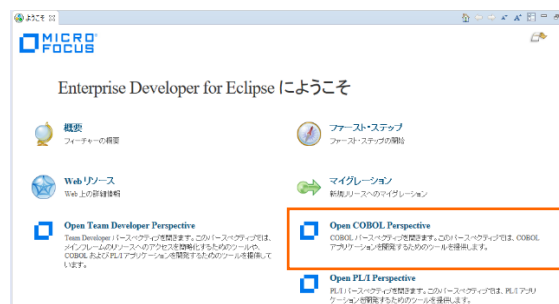 ようこそ
MICRO
FOCUS
Enterprise Developer for Eclipse にようこそ
概要
フィーチャーの概要
ファースト・ステップ
ファースト・ステップの開始
Web リソース
Web 上の詳細情報
マイグレーション
新規リリースへのマイグレーション
Open Team Developer Perspective
Team Developer パースペクティブを開きます。このパースペクティブでは、
メインフレームのリソースへのアクセスを簡略化するためのツールや、
COBOL および PL/I アプリケーションを開発するためのツールを提供して
います。
Open COBOL Perspective
COBOL パースペクティブを開きます。このパースペクティブでは、COBOL
アプリケーションを開発するためのツールを提供します。
Open PL/I Perspective
PL/I パースペクティブを開きます。このパースペクティブでは、PL/I アプリ
ケーションを開発するためのツールを提供します。